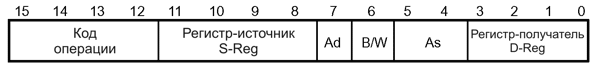 15 14 13 12 11 10 9 8 7 6 5 4 3 2 1 0
Код
операции
Регистр-источник
S-Reg
Ad
B/W
As
Регистр-получатель
D-Reg